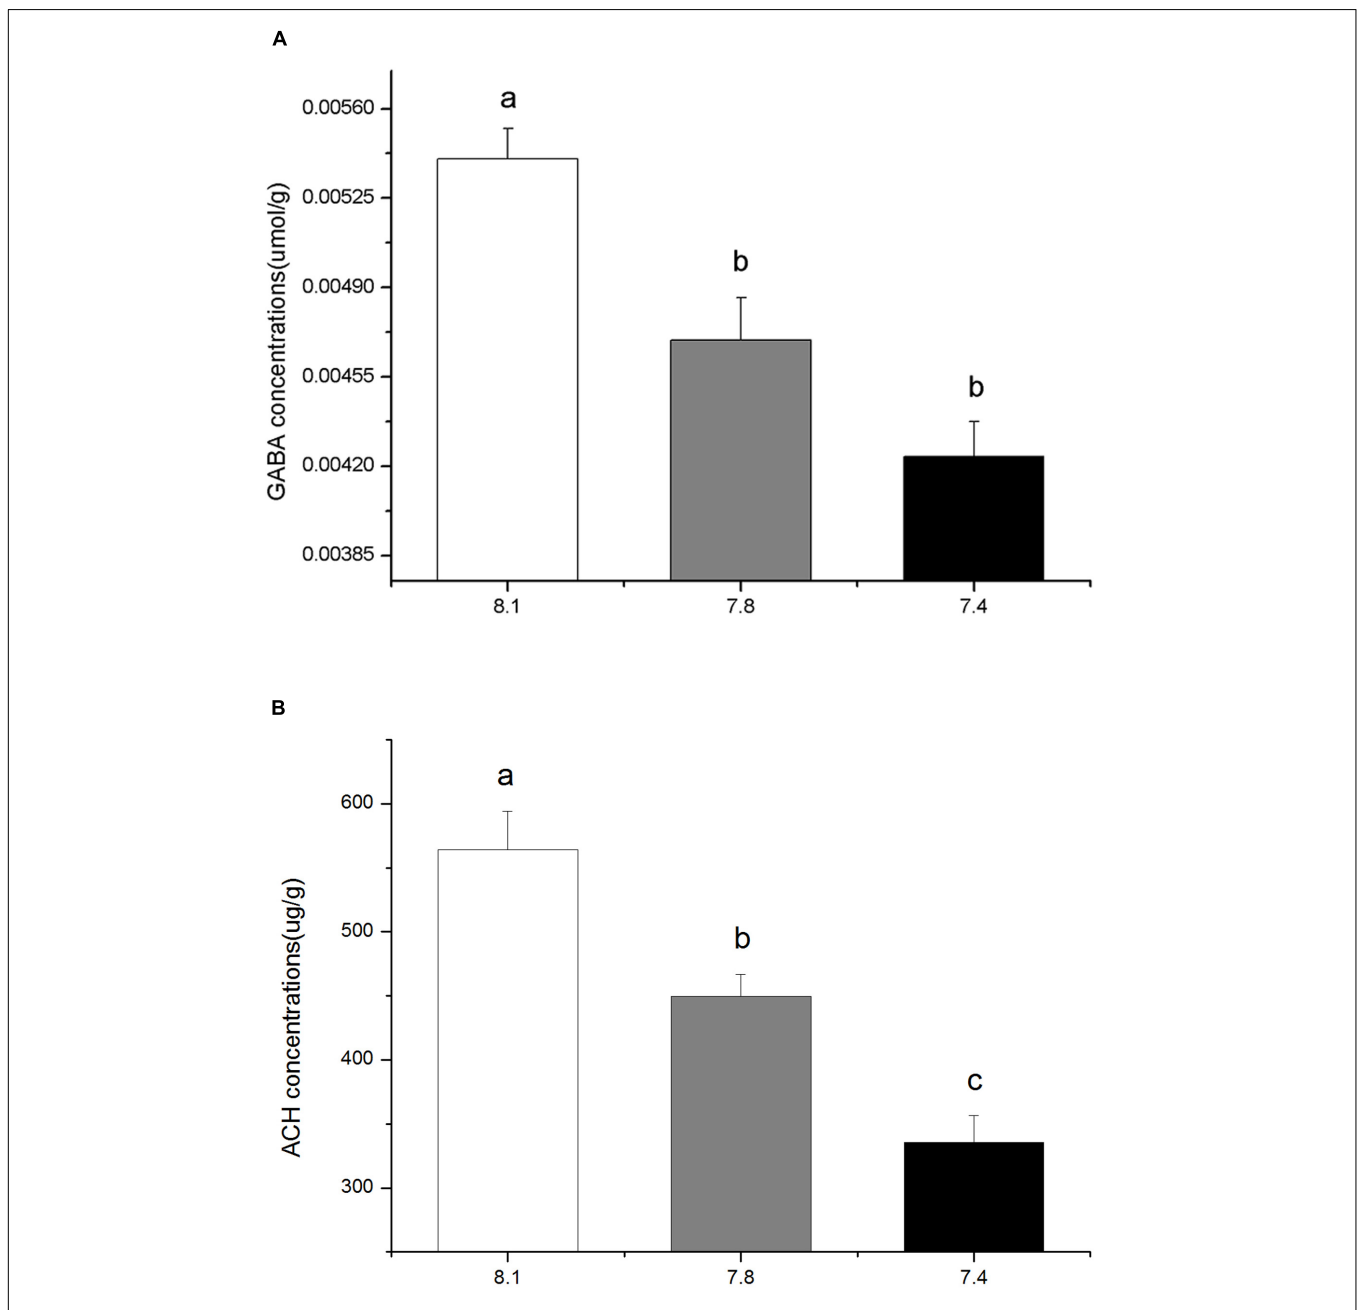 A
a
0.00560
0.00525
b
0.00490
0.00455
b
0.00420
0.00385
GABA concentrations(umol/g)
8.1 7.8 7.4
B
a
600
500
b
400
c
300
ACH concentrations(ug/g)
8.1 7.8 7.4